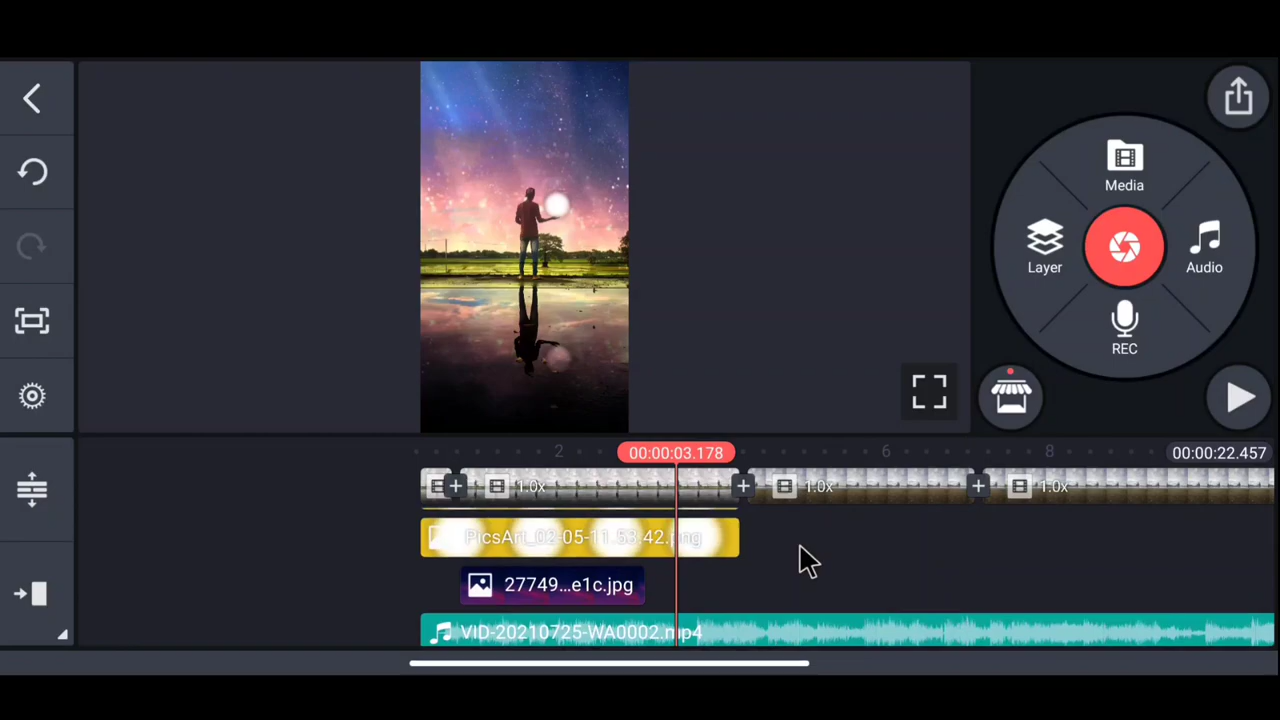 Media
Layer
Audio
REC
2
00:00:03.178
6
8
00:00:22.457
1.0x
1.0x
1.0x
PicsArt_02-05-11.53.42.png
27749...e1c.jpg
VID-20210725-WA0002.mp4